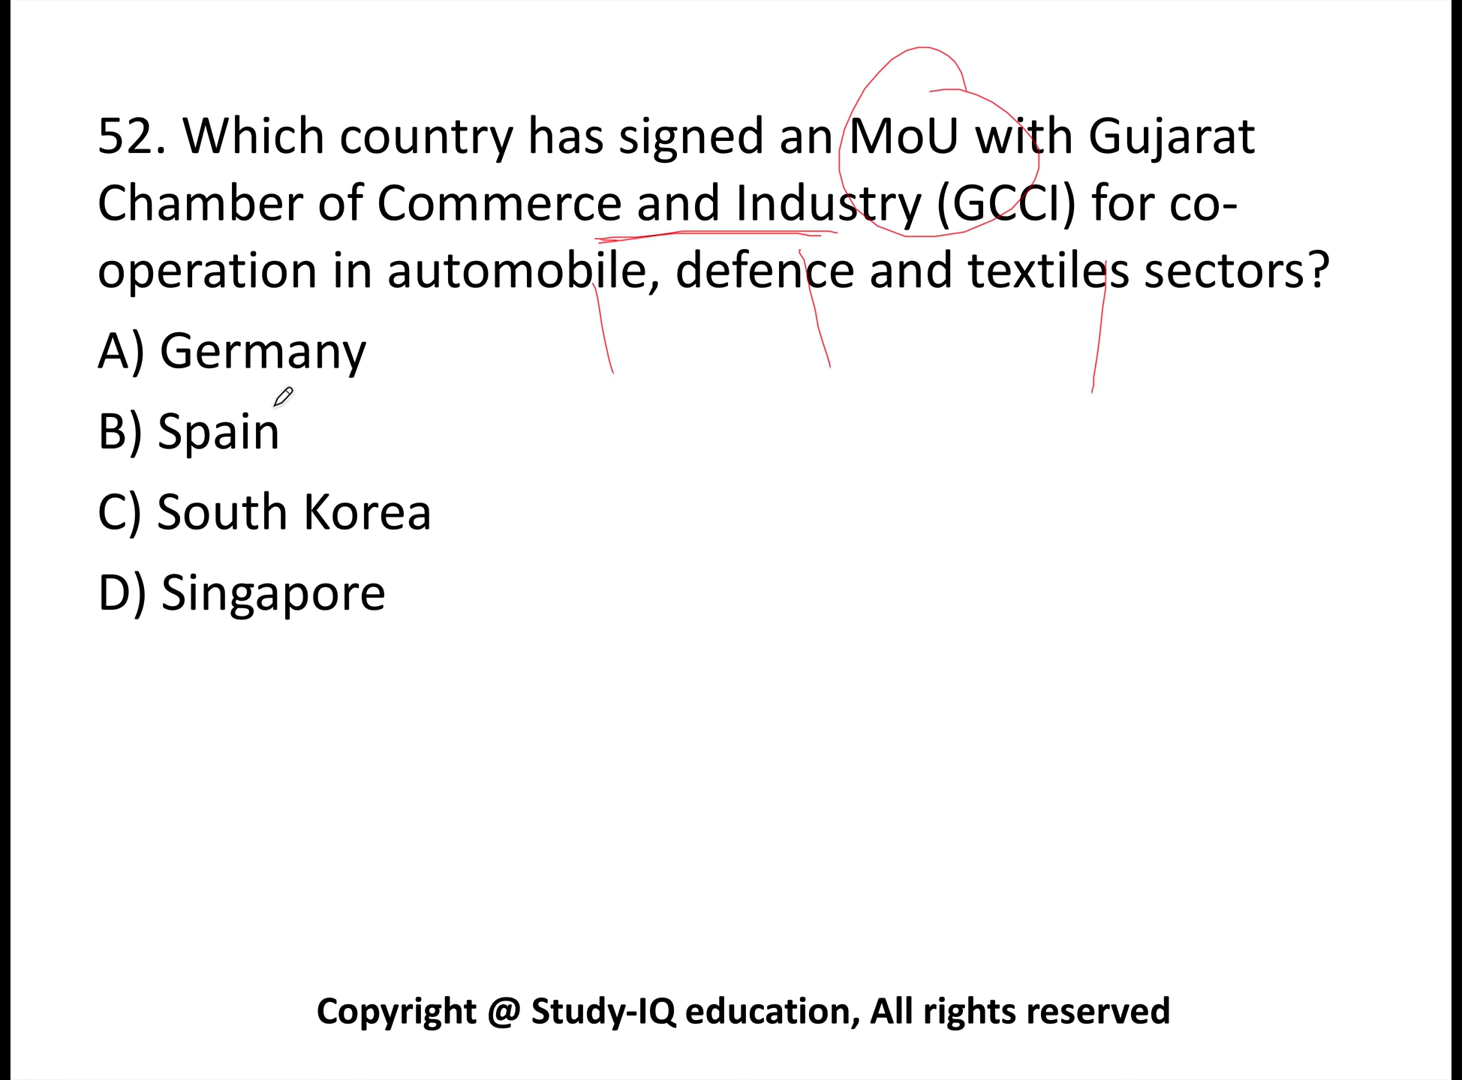 52. Which country has signed an MoU with Gujarat
Chamber of Commerce and Industry (GCCI) for co-
operation in automobile, defence and textiles sectors?
A) Germany
B) Spain
C) South Korea
D) Singapore
Copyright @ Study-IQ education, All rights reserved